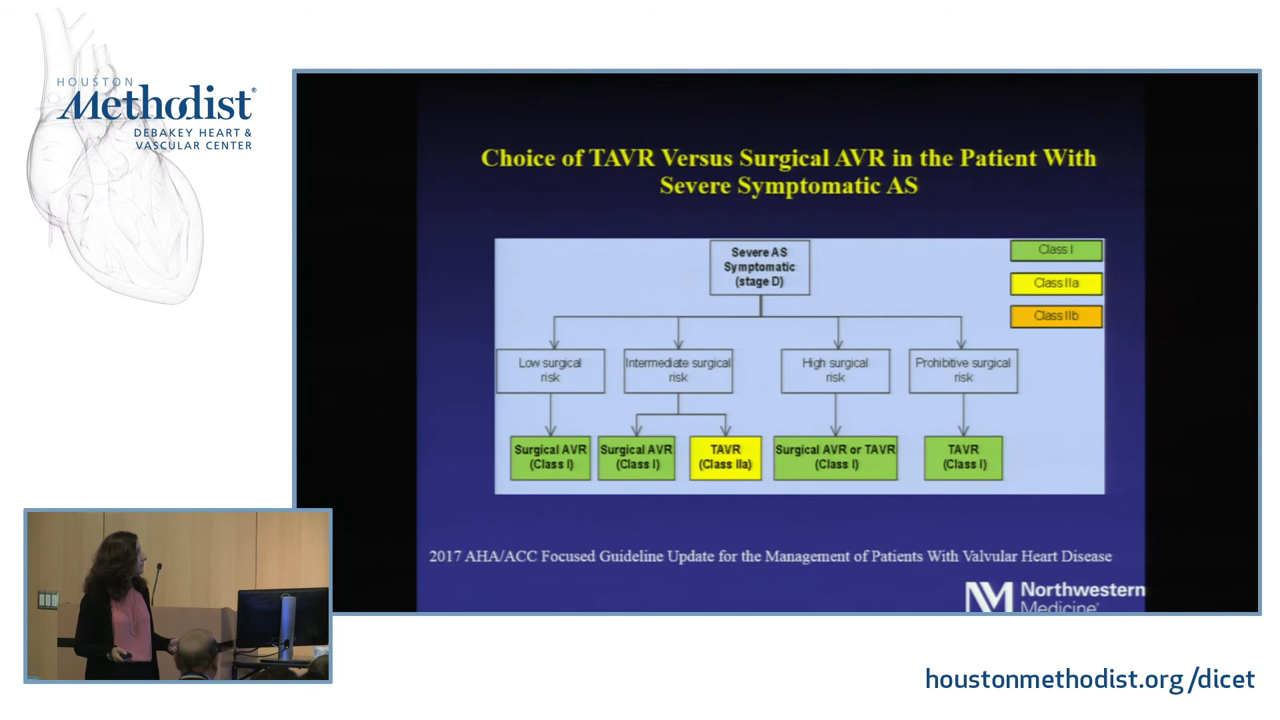 HOUSTON
Methodist®
DEBAKEY HEART &
VASCULAR CENTER
Choice of TAVR Versus Surgical AVR in the Patient With
Severe Symptomatic AS
Severe AS
Symptomatic
(stage D)
Class I
Class IIa
Class IIb
Low surgical
risk
Intermediate surgical
risk
High surgical
risk
Prohibitive surgical
risk
Surgical AVR
(Class I)
Surgical AVR
(Class I)
TAVR
(Class IIa)
Surgical AVR or TAVR
(Class I)
TAVR
(Class I)
2017 AHA/ACC Focused Guideline Update for the Management of Patients With Valvular Heart Disease
NM Northwestern
Medicine®
houstonmethodist.org/dicet